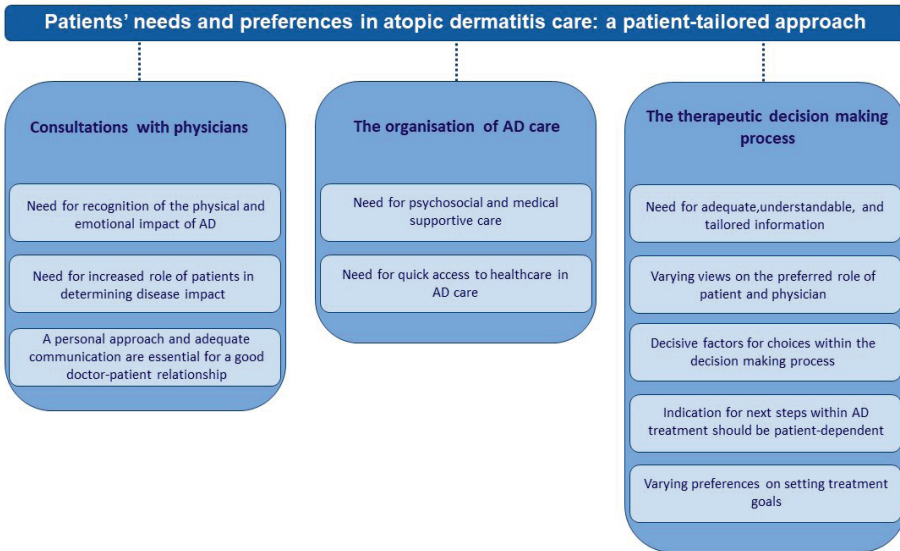 Patients' needs and preferences in atopic dermatitis care: a patient-tailored approach
Consultations with physicians
Need for recognition of the physical and
emotional impact of AD
Need for increased role of patients in
determining disease impact
A personal approach and adequate
communication are essential for a good
doctor-patient relationship
The organisation of AD care
Need for psychosocial and medical
supportive care
Need for quick access to healthcare in
AD care
The therapeutic decision making
process
Need for adequate,understandable, and
tailored information
Varying views on the preferred role of
patient and physician
Decisive factors for choices within the
decision making process
Indication for next steps within AD
treatment should be patient-dependent
Varying preferences on setting treatment
goals